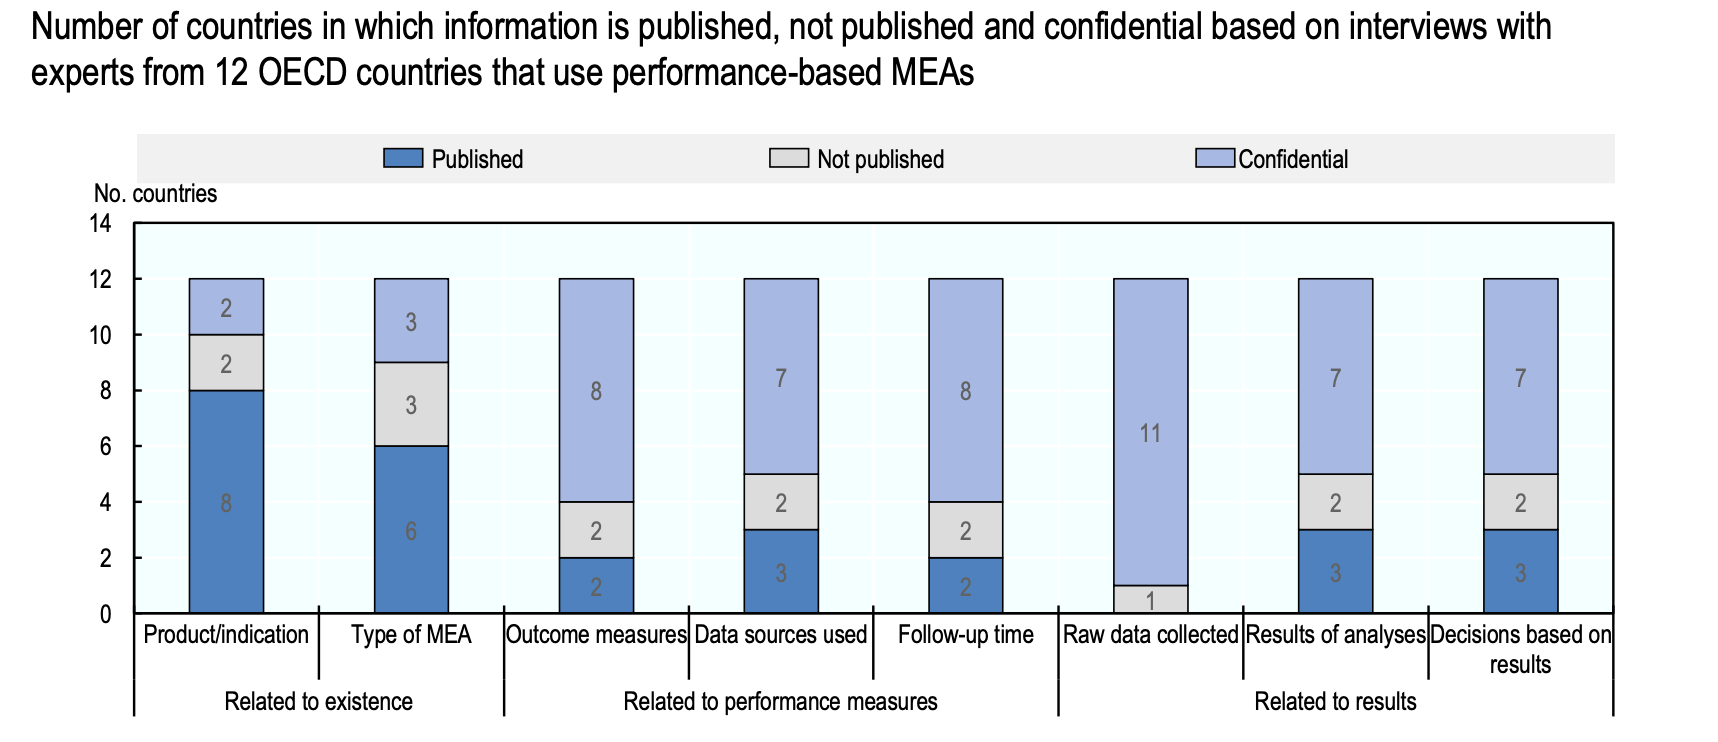 Number of countries in which information is published, not published and confidential based on interviews with
experts from 12 OECD countries that use performance-based MEAs
Published Not published Confidential
No. countries
14
12
10
8
6
4
2
0
2 3 8 7 8 11 7 7
2 3 2 2 2 1 2 2
8 6 2 3 2 3 3
Product/indication Type of MEA Outcome measures Data sources used Follow-up time Raw data collected Results of analyses Decisions based on
results
Related to existence Related to performance measures Related to results